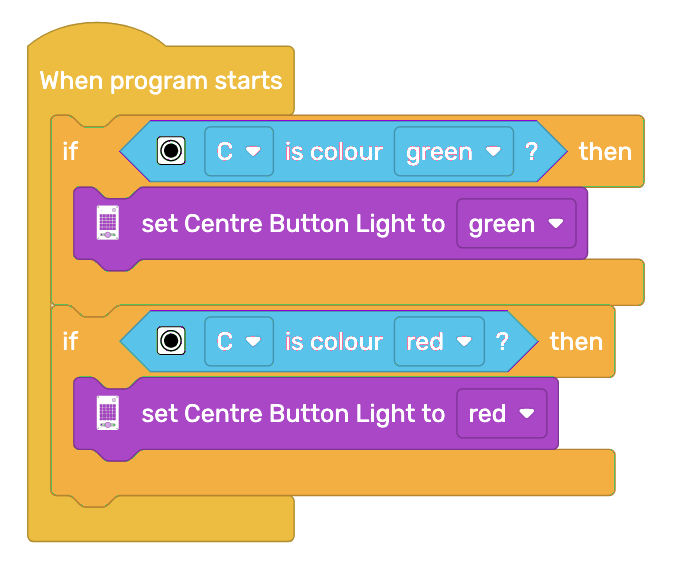 When program starts
if C is colour green ? then
set Centre Button Light to green
if C is colour red ? then
set Centre Button Light to red